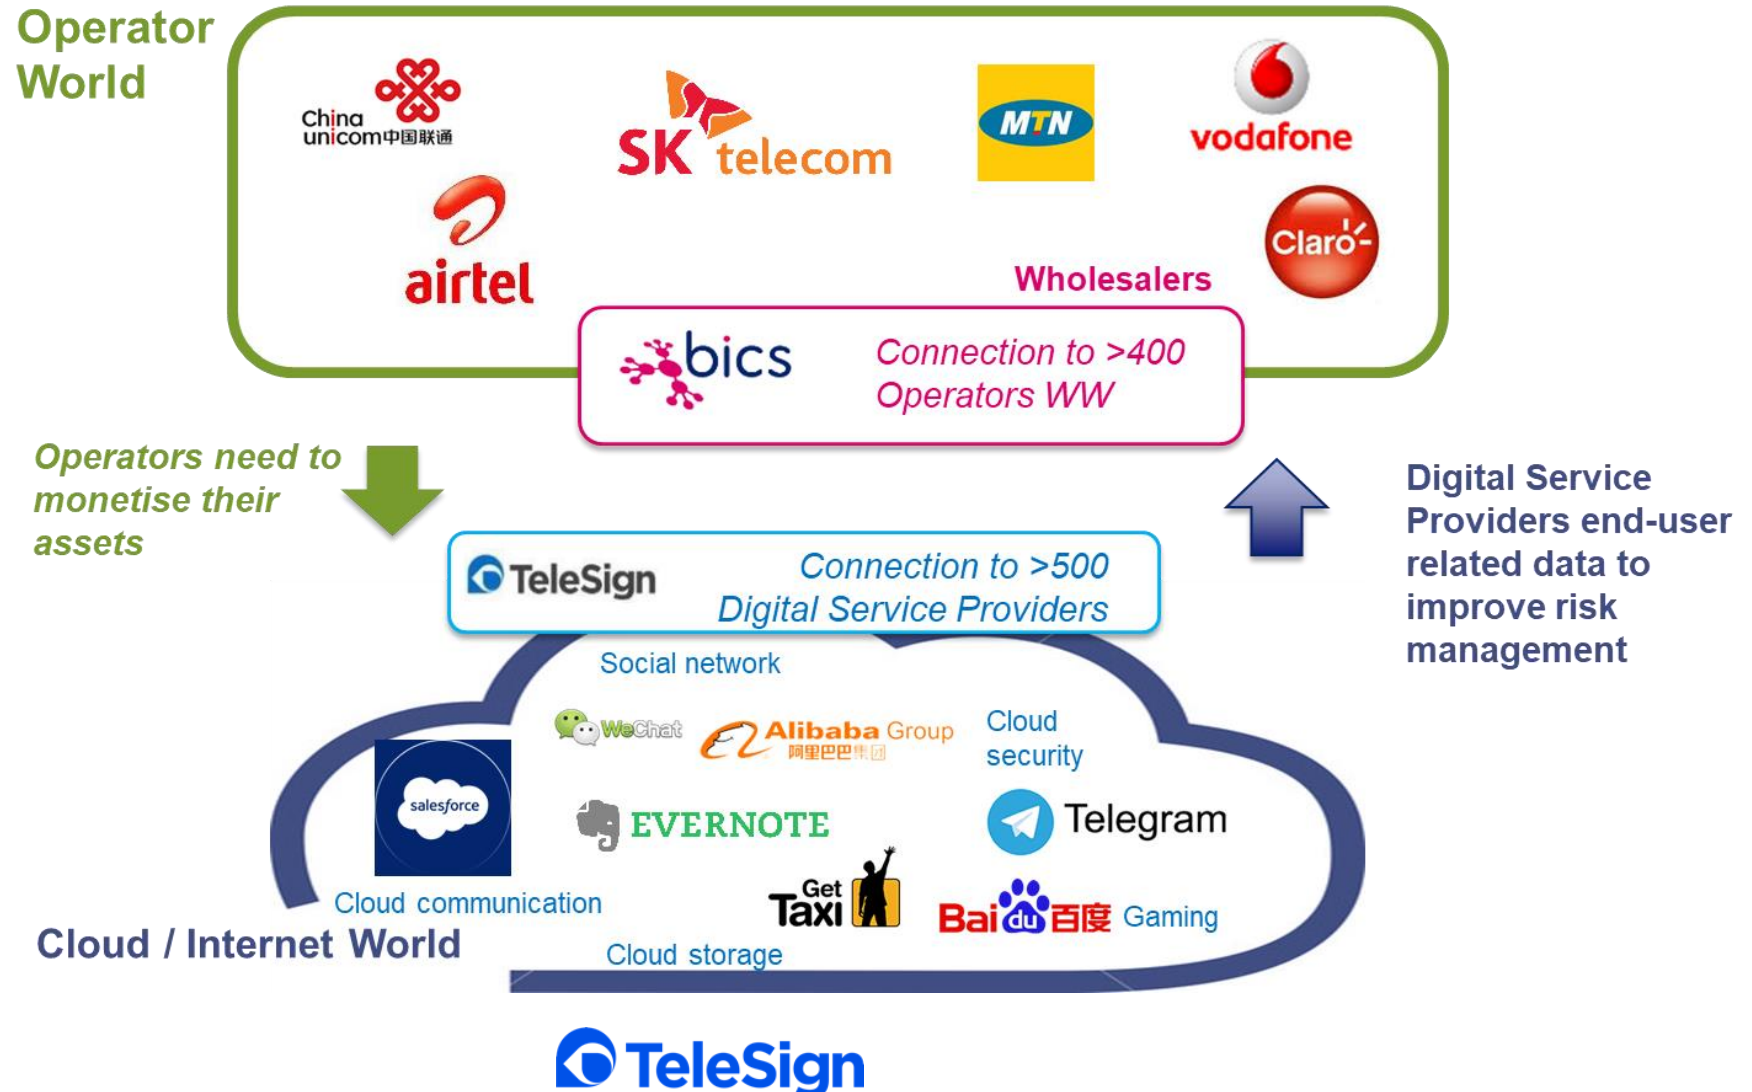 Operator
World
China
unicom中国联通
SK telecom
MTN
vodafone
airtel
Claro
Wholesalers
bics
Connection to >400
Operators WW
Operators need to
monetise their
assets
Digital Service
Providers end-user
related data to
improve risk
management
TeleSign
Connection to >500
Digital Service Providers
Social network
WeChat
Alibaba Group
阿里巴巴集团
Cloud
security
salesforce
EVERNOTE
Telegram
Cloud communication
Get
Taxi
Bai du 百度
Gaming
Cloud / Internet World
Cloud storage
TeleSign